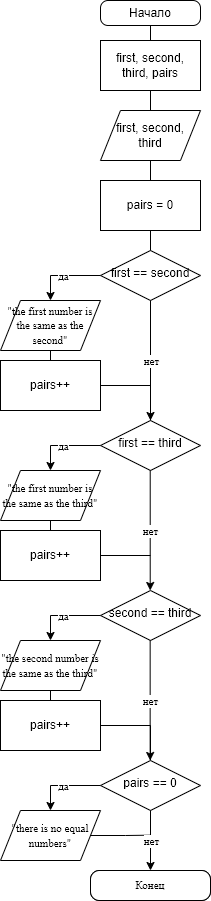 Начало
first, second,
third, pairs
first, second,
third
pairs = 0
first == second
да
"the first number is
the same as the
second"
нет
pairs++
first == third
да
"the first number is
the same as the third"
нет
pairs++
second == third
да
"the second number is
the same as the third"
нет
pairs++
pairs == 0
да
"there is no equal
numbers"
нет
Конец